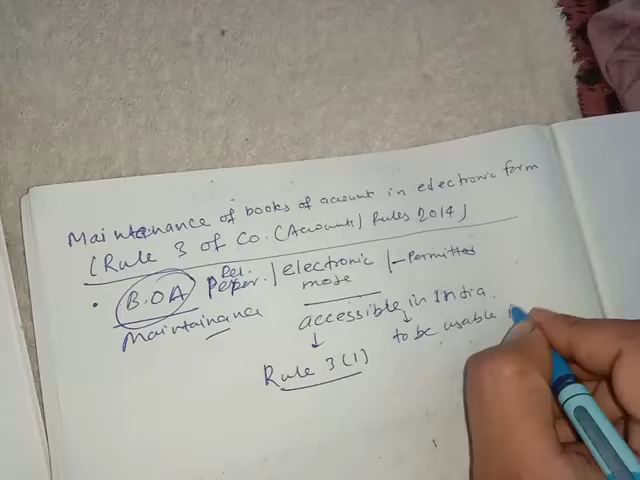 Maintenance of books of account in electronic form
(Rule 3 of Co. (Accounts) Rules 2014)
• B.O.A Paper / electronic mode / - Permitted
Maintainance
accessible in India.
↓ ↓
Rule 3(1) to be usable